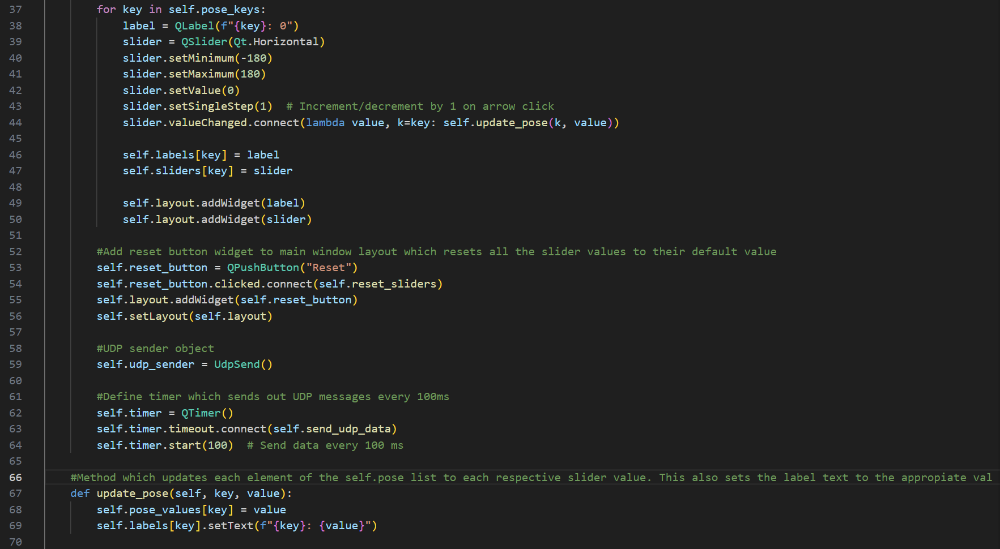 37 for key in self.pose_keys:
38 label = QLabel(f"{key}: 0")
39 slider = QSlider(Qt.Horizontal)
40 slider.setMinimum(-180)
41 slider.setMaximum(180)
42 slider.setValue(0)
43 slider.setSingleStep(1)  # Increment/decrement by 1 on arrow click
44 slider.valueChanged.connect(lambda value, k=key: self.update_pose(k, value))
45
46 self.labels[key] = label
47 self.sliders[key] = slider
48
49 self.layout.addWidget(label)
50 self.layout.addWidget(slider)
51
52 #Add reset button widget to main window layout which resets all the slider values to their default value
53 self.reset_button = QPushButton("Reset")
54 self.reset_button.clicked.connect(self.reset_sliders)
55 self.layout.addWidget(self.reset_button)
56 self.setLayout(self.layout)
57
58 #UDP sender object
59 self.udp_sender = UdpSend()
60
61 #Define timer which sends out UDP messages every 100ms
62 self.timer = QTimer()
63 self.timer.timeout.connect(self.send_udp_data)
64 self.timer.start(100)  # Send data every 100 ms
65
66 #Method which updates each element of the self.pose list to each respective slider value. This also sets the label text to the appropiate val
67 def update_pose(self, key, value):
68 self.pose_values[key] = value
69 self.labels[key].setText(f"{key}: {value}")
70